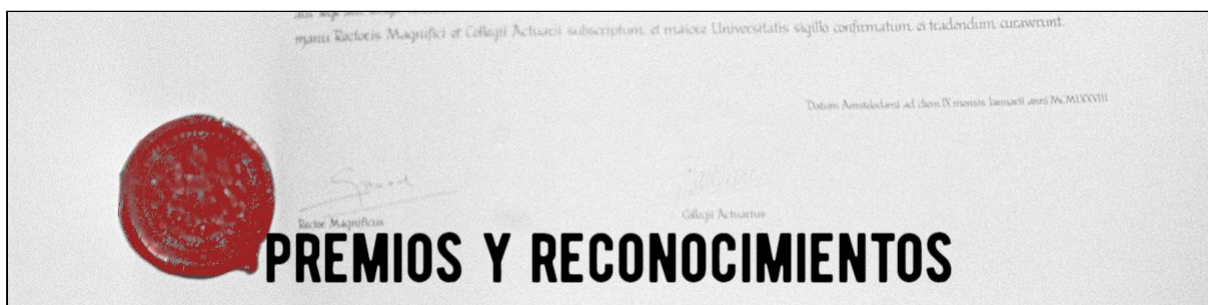 manu Rectoris Magnifici et Collegii Actuarii subscriptum, et maiore Universitatis sigillo confirmatum ei tradendum curaverunt.
Datum Amstelodami ad diem IX mensis Ianuarii anni MCMLXXVIII
Rector Magnificus
Collegii Actuarius
PREMIOS Y RECONOCIMIENTOS